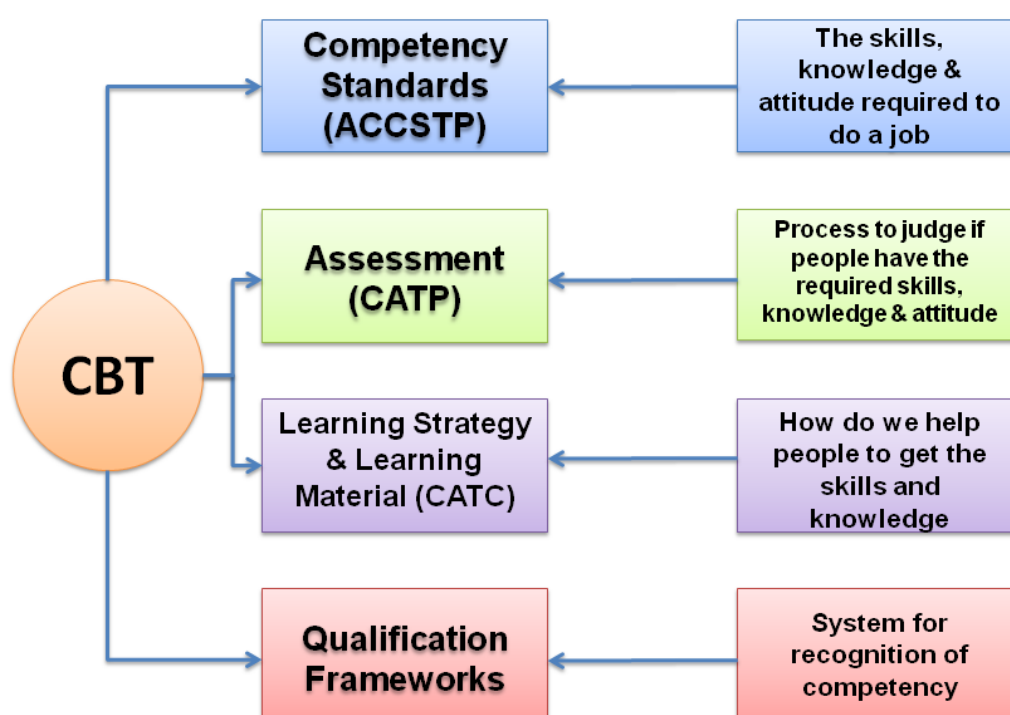 Competency
Standards
(ACCSTP)
The skills,
knowledge &
attitude required to
do a job
Assessment
(CATP)
Process to judge if
people have the
required skills,
knowledge & attitude
CBT
Learning Strategy
& Learning
Material (CATC)
How do we help
people to get the
skills and
knowledge
Qualification
Frameworks
System for
recognition of
competency